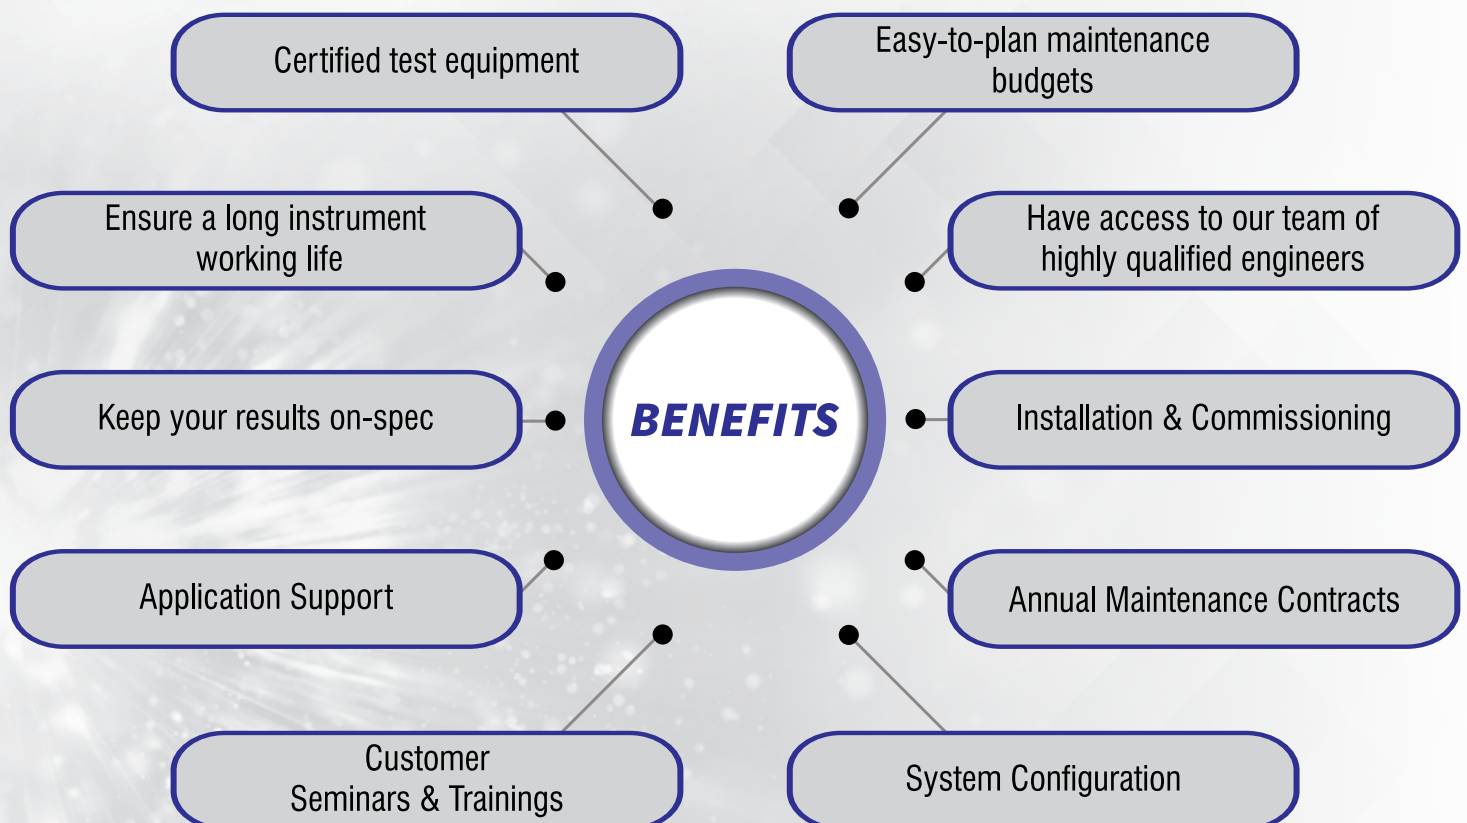 Certified test equipment
Easy-to-plan maintenance
budgets
Ensure a long instrument
working life
Have access to our team of
highly qualified engineers
Keep your results on-spec
BENEFITS
Installation & Commissioning
Application Support
Annual Maintenance Contracts
Customer
Seminars & Trainings
System Configuration